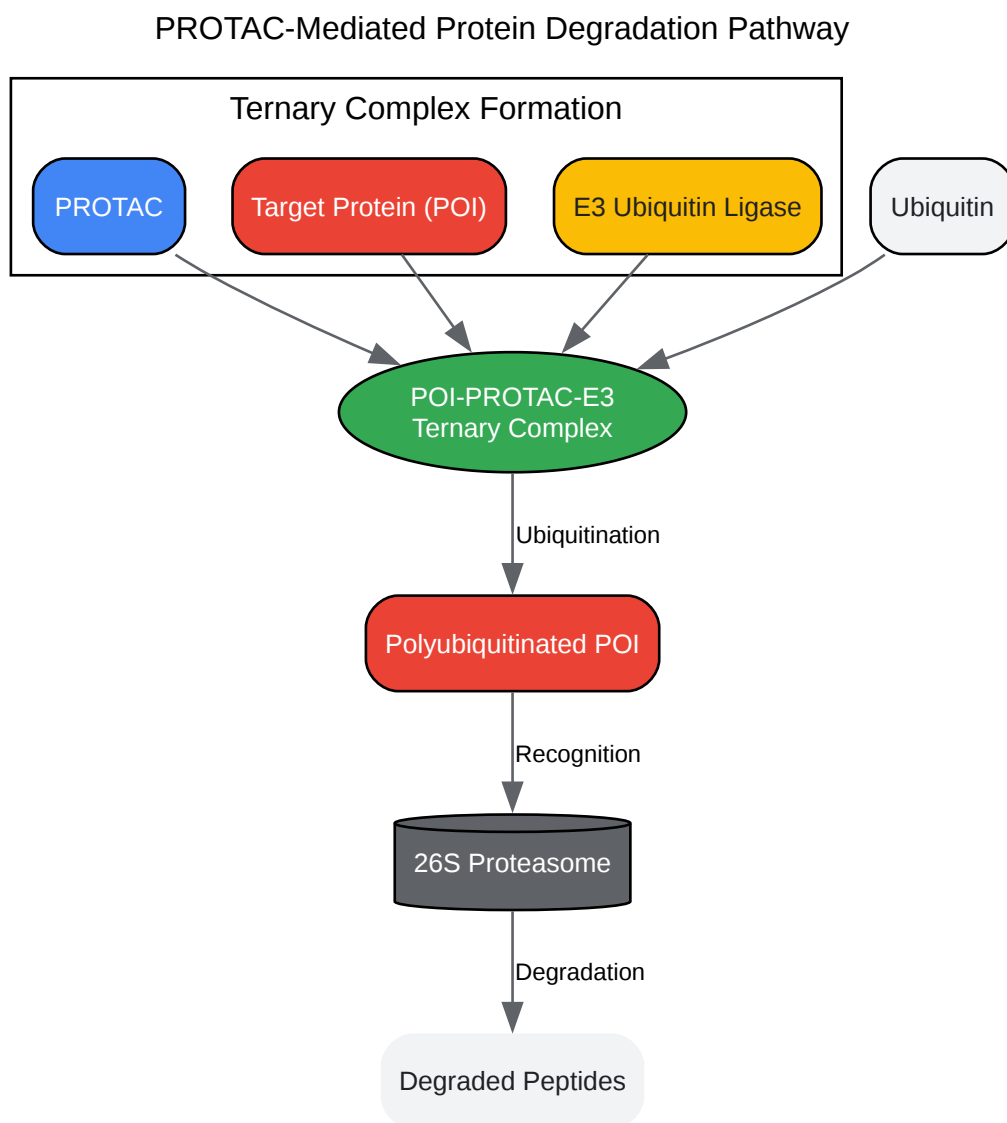 PROTAC-Mediated Protein Degradation Pathway
Ternary Complex Formation
PROTAC
Target Protein (POI)
E3 Ubiquitin Ligase
Ubiquitin
POI-PROTAC-E3
Ternary Complex
Ubiquitination
Polyubiquitinated POI
Recognition
26S Proteasome
Degradation
Degraded Peptides